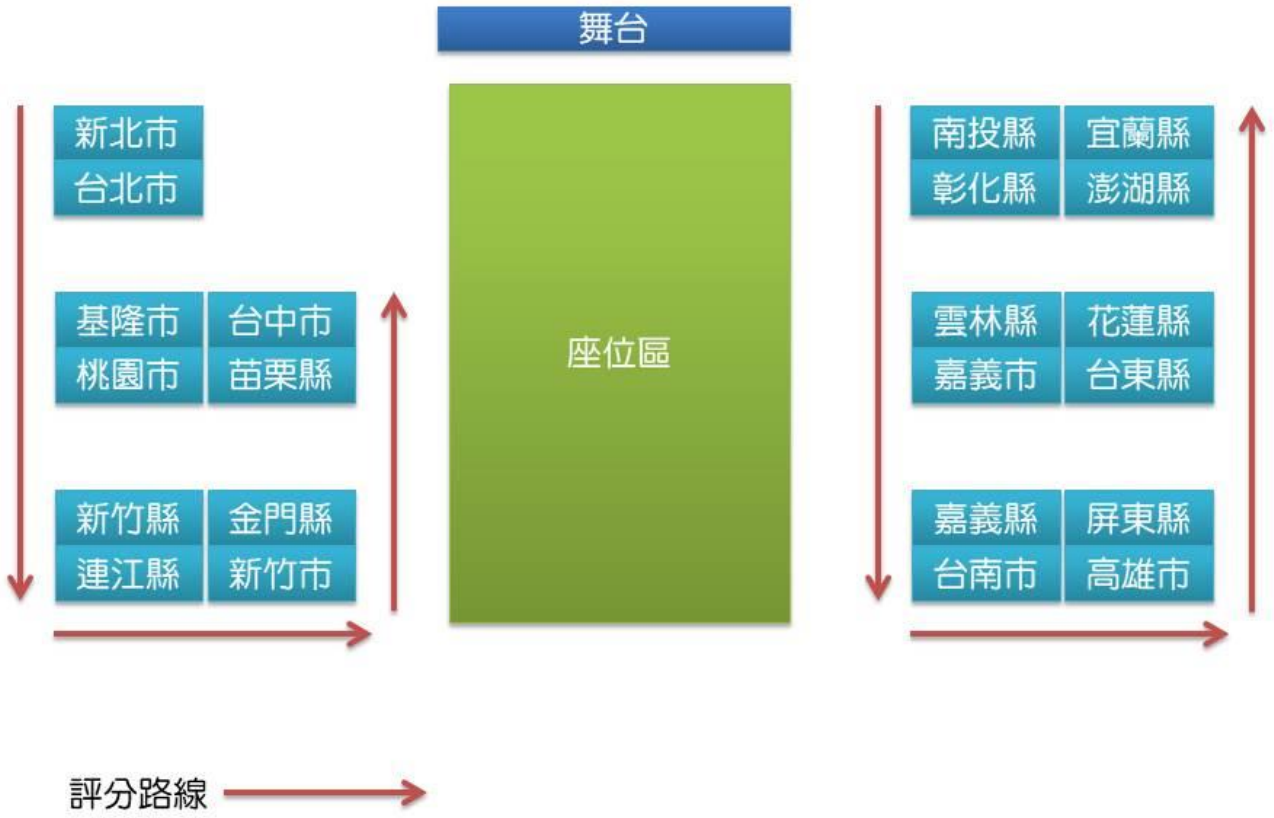 舞台
新北市
台北市
基隆市 台中市
桃園市 苗栗縣
新竹縣 金門縣
連江縣 新竹市
座位區
南投縣 宜蘭縣
彰化縣 澎湖縣
雲林縣 花蓮縣
嘉義市 台東縣
嘉義縣 屏東縣
台南市 高雄市
評分路線